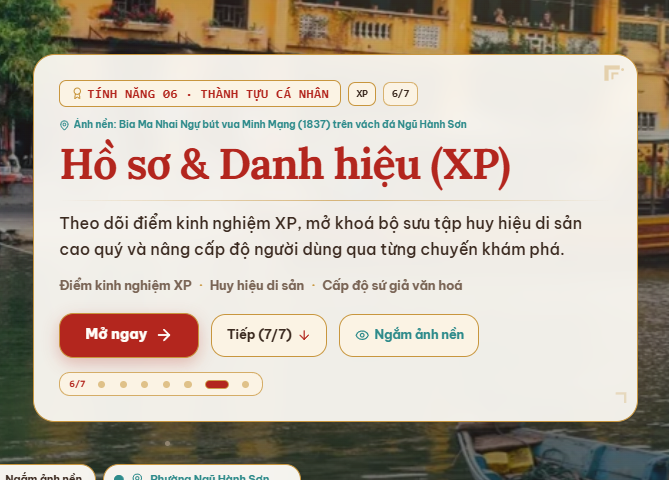 TÍNH NĂNG 06 · THÀNH TỰU CÁ NHÂN XP 6/7
Ảnh nền: Bia Ma Nhai Ngự bút vua Minh Mạng (1837) trên vách đá Ngũ Hành Sơn
Hồ sơ & Danh hiệu (XP)
Theo dõi điểm kinh nghiệm XP, mở khoá bộ sưu tập huy hiệu di sản
cao quý và nâng cấp độ người dùng qua từng chuyến khám phá.
Điểm kinh nghiệm XP · Huy hiệu di sản · Cấp độ sứ giả văn hoá
Mở ngay → Tiếp (7/7) ↓ Ngắm ảnh nền
6/7
Ngắm ảnh nền Phường Ngũ Hành Sơn